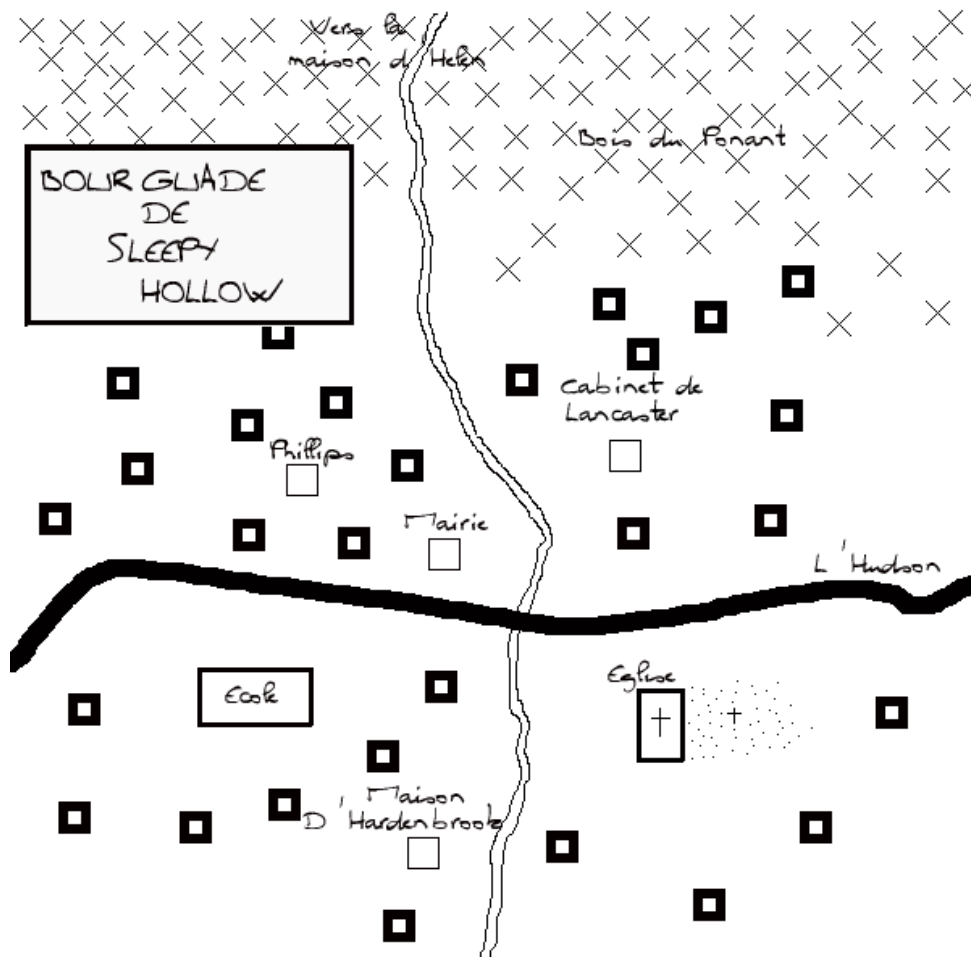 Vers la
maison d'Helen
Bois du Ponant
BOURGUADE
DE
SLEEPY
HOLLOW
Cabinet de
Lancaster
Phillips
Mairie
L'Hudson
Ecole
Eglise
Maison
D'Hardenbrook